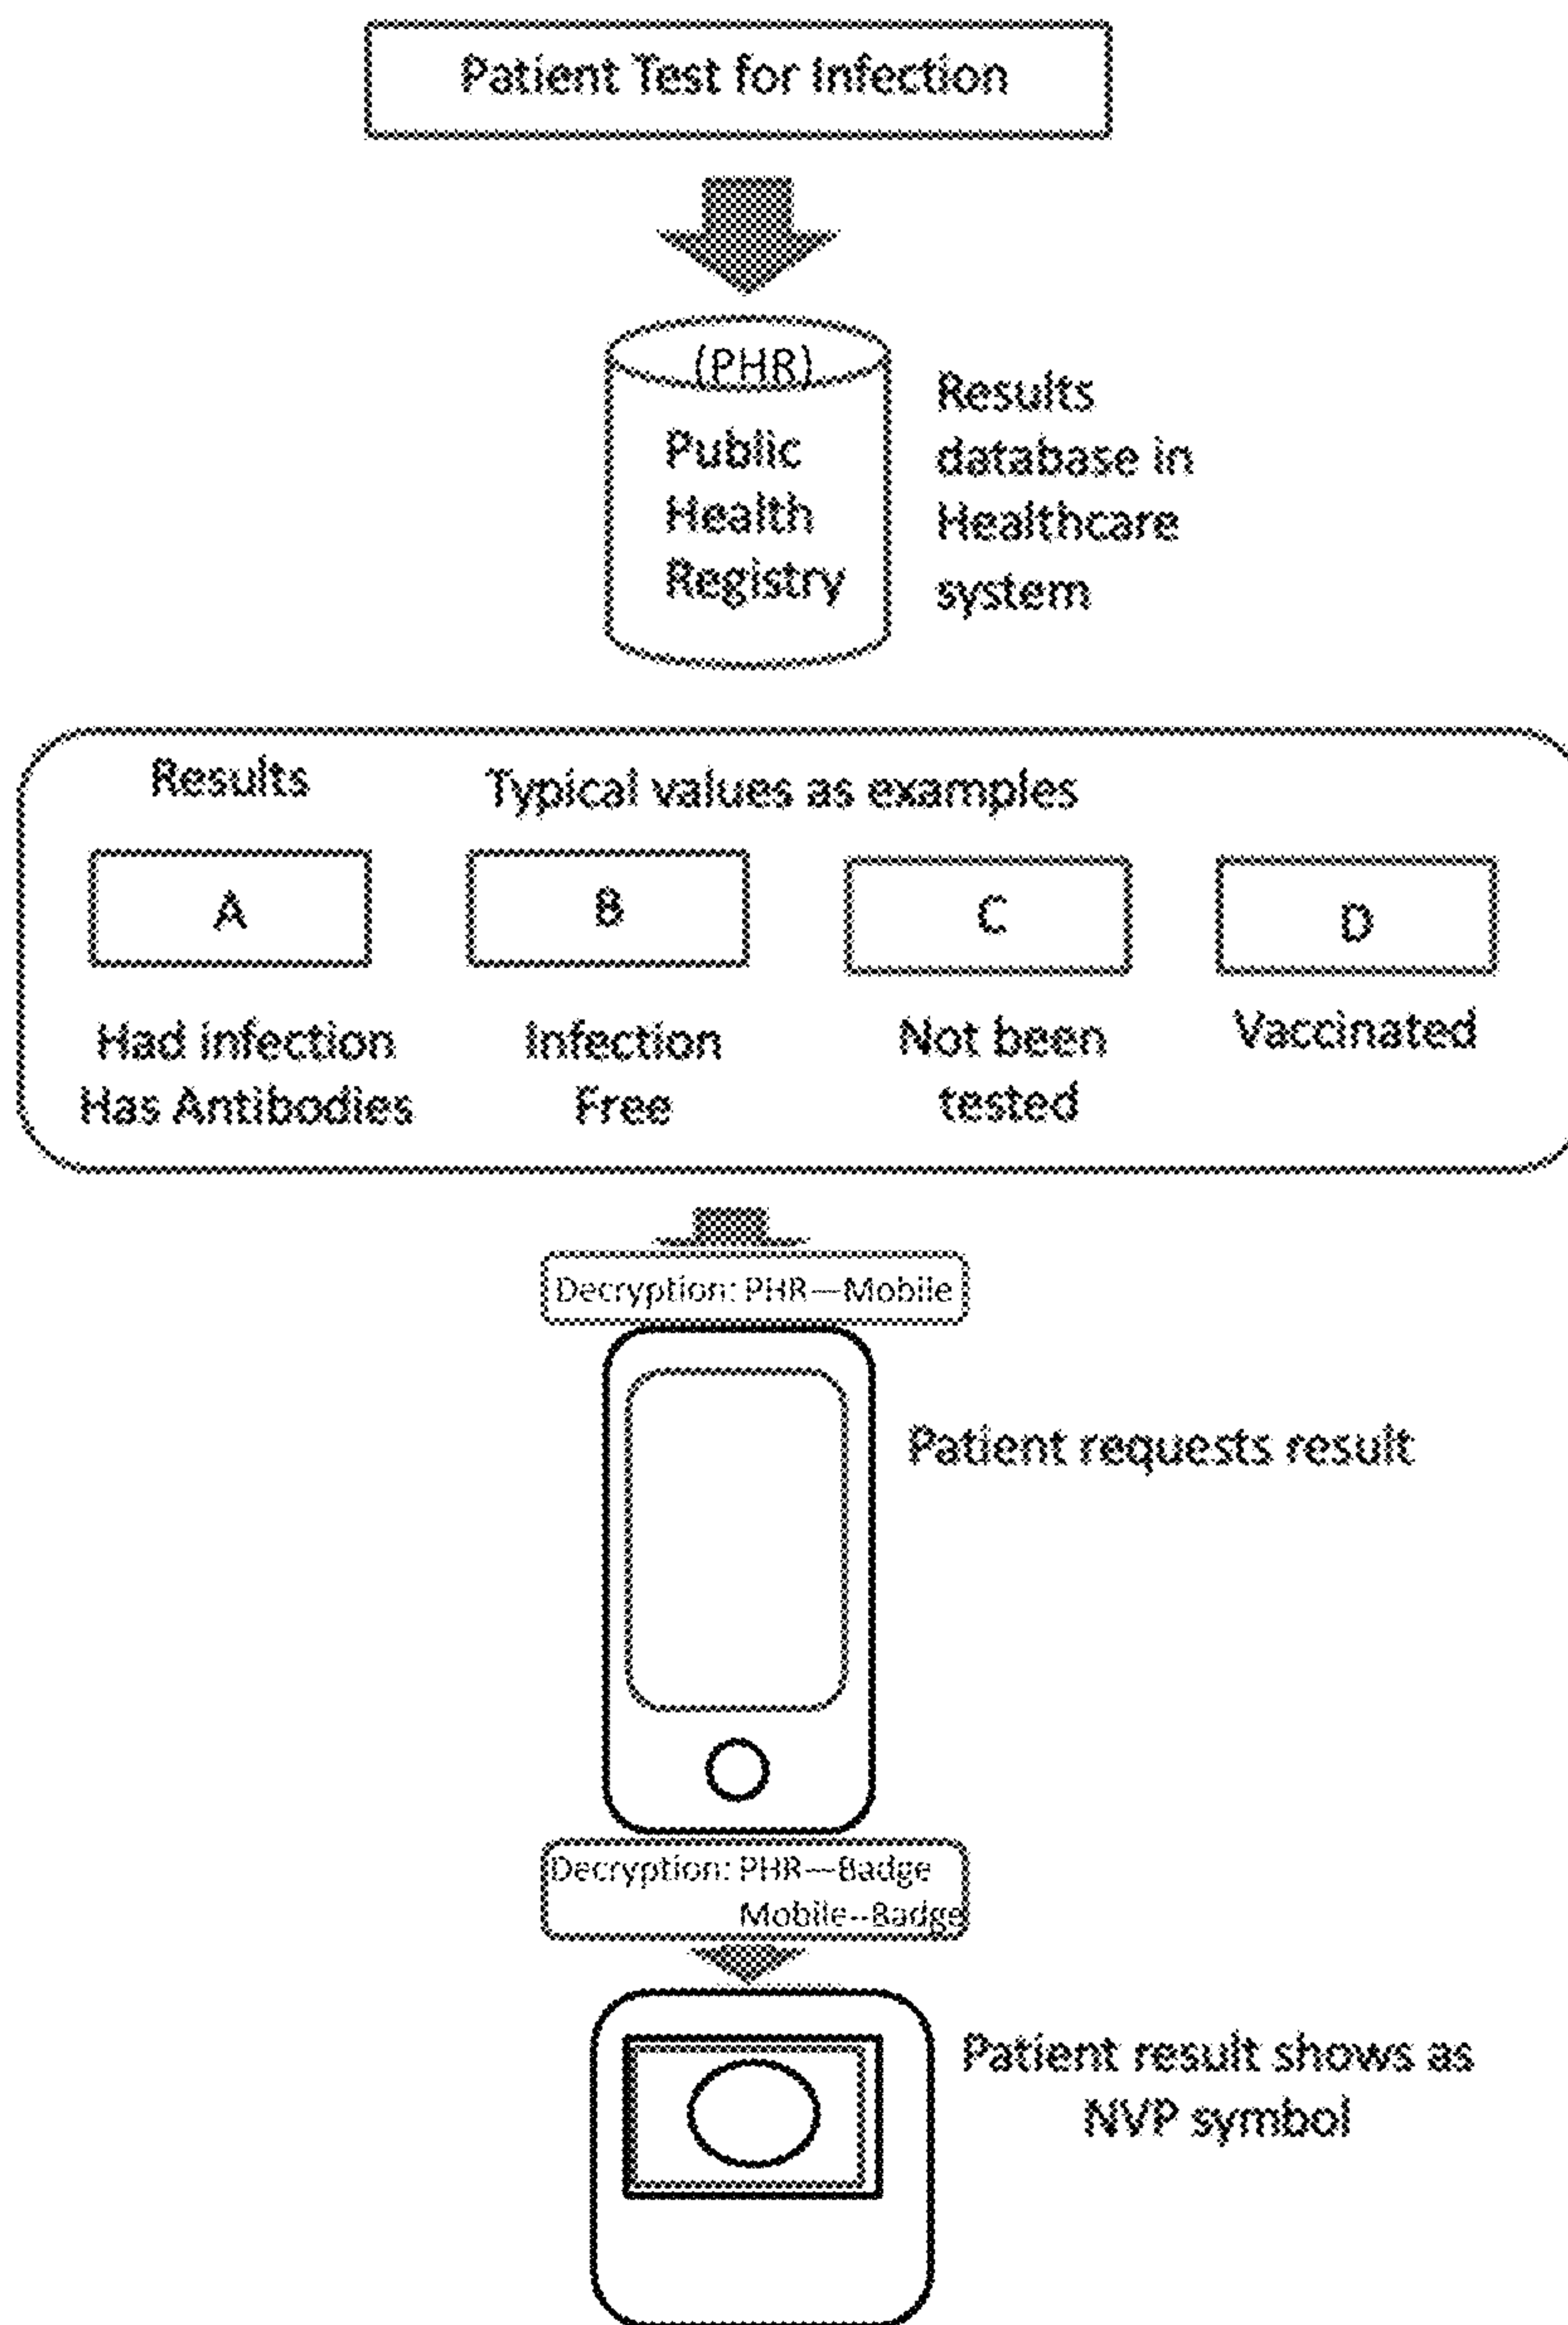 Patient Test for Infection
(PHR)
Public
Health
Registry
Results
database in
Healthcare
system
Results
Typical values as examples
A
B
C
D
Had infection
Has Antibodies
Infection
Free
Not been
tested
Vaccinated
Decryption: PHR—Mobile
Patient requests result
Decryption: PHR—Badge
Mobile--Badge
Patient result shows as
NVP symbol